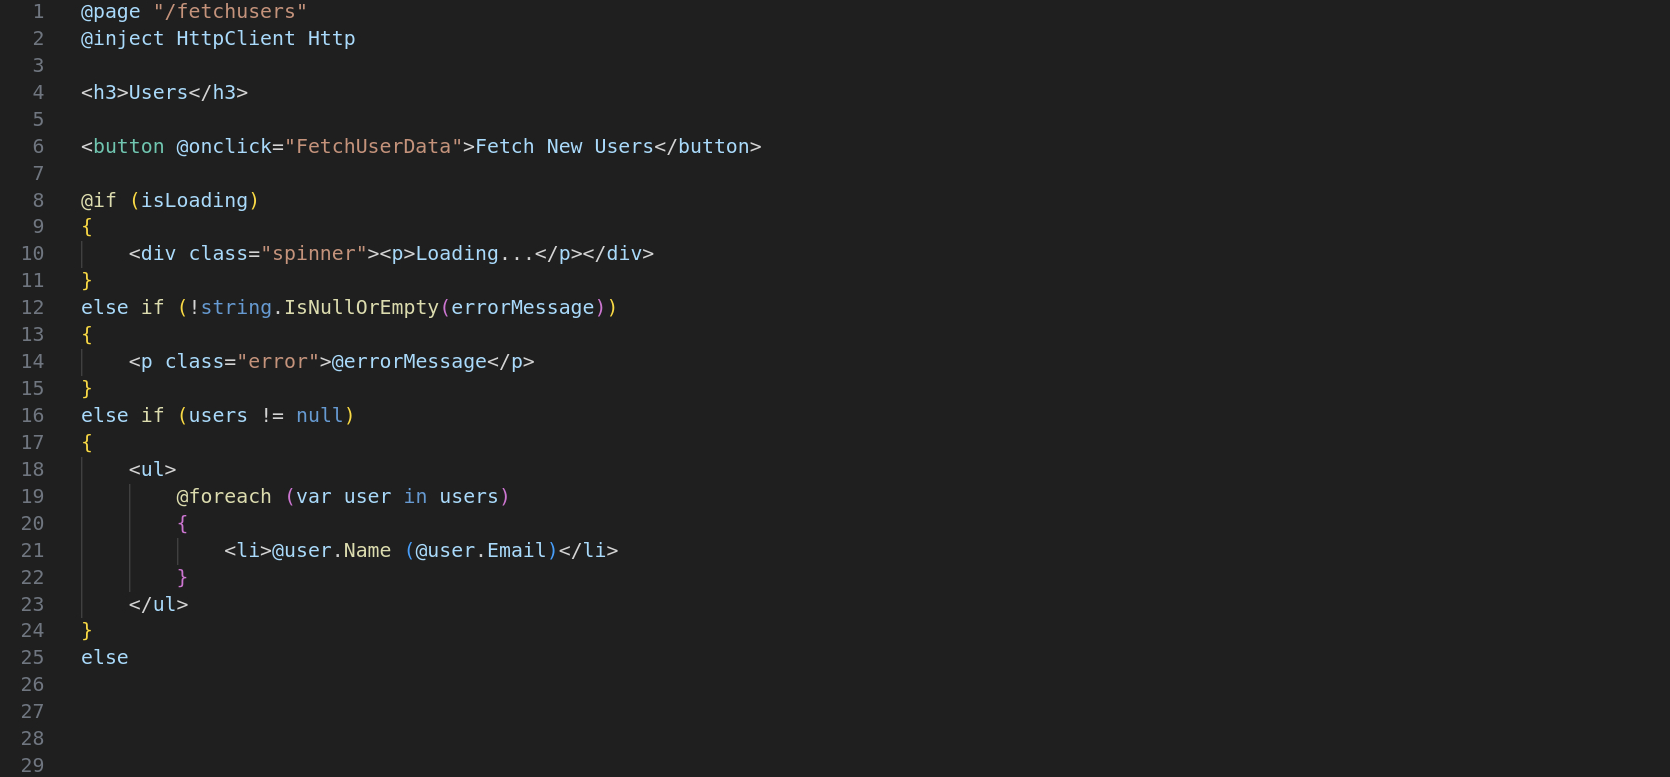 1 @page "/fetchusers"
2 @inject HttpClient Http
3
4 <h3>Users</h3>
5
6 <button @onclick="FetchUserData">Fetch New Users</button>
7
8 @if (isLoading)
9 {
10     <div class="spinner"><p>Loading...</p></div>
11 }
12 else if (!string.IsNullOrEmpty(errorMessage))
13 {
14     <p class="error">@errorMessage</p>
15 }
16 else if (users != null)
17 {
18     <ul>
19         @foreach (var user in users)
20         {
21             <li>@user.Name (@user.Email)</li>
22         }
23     </ul>
24 }
25 else
26
27
28
29